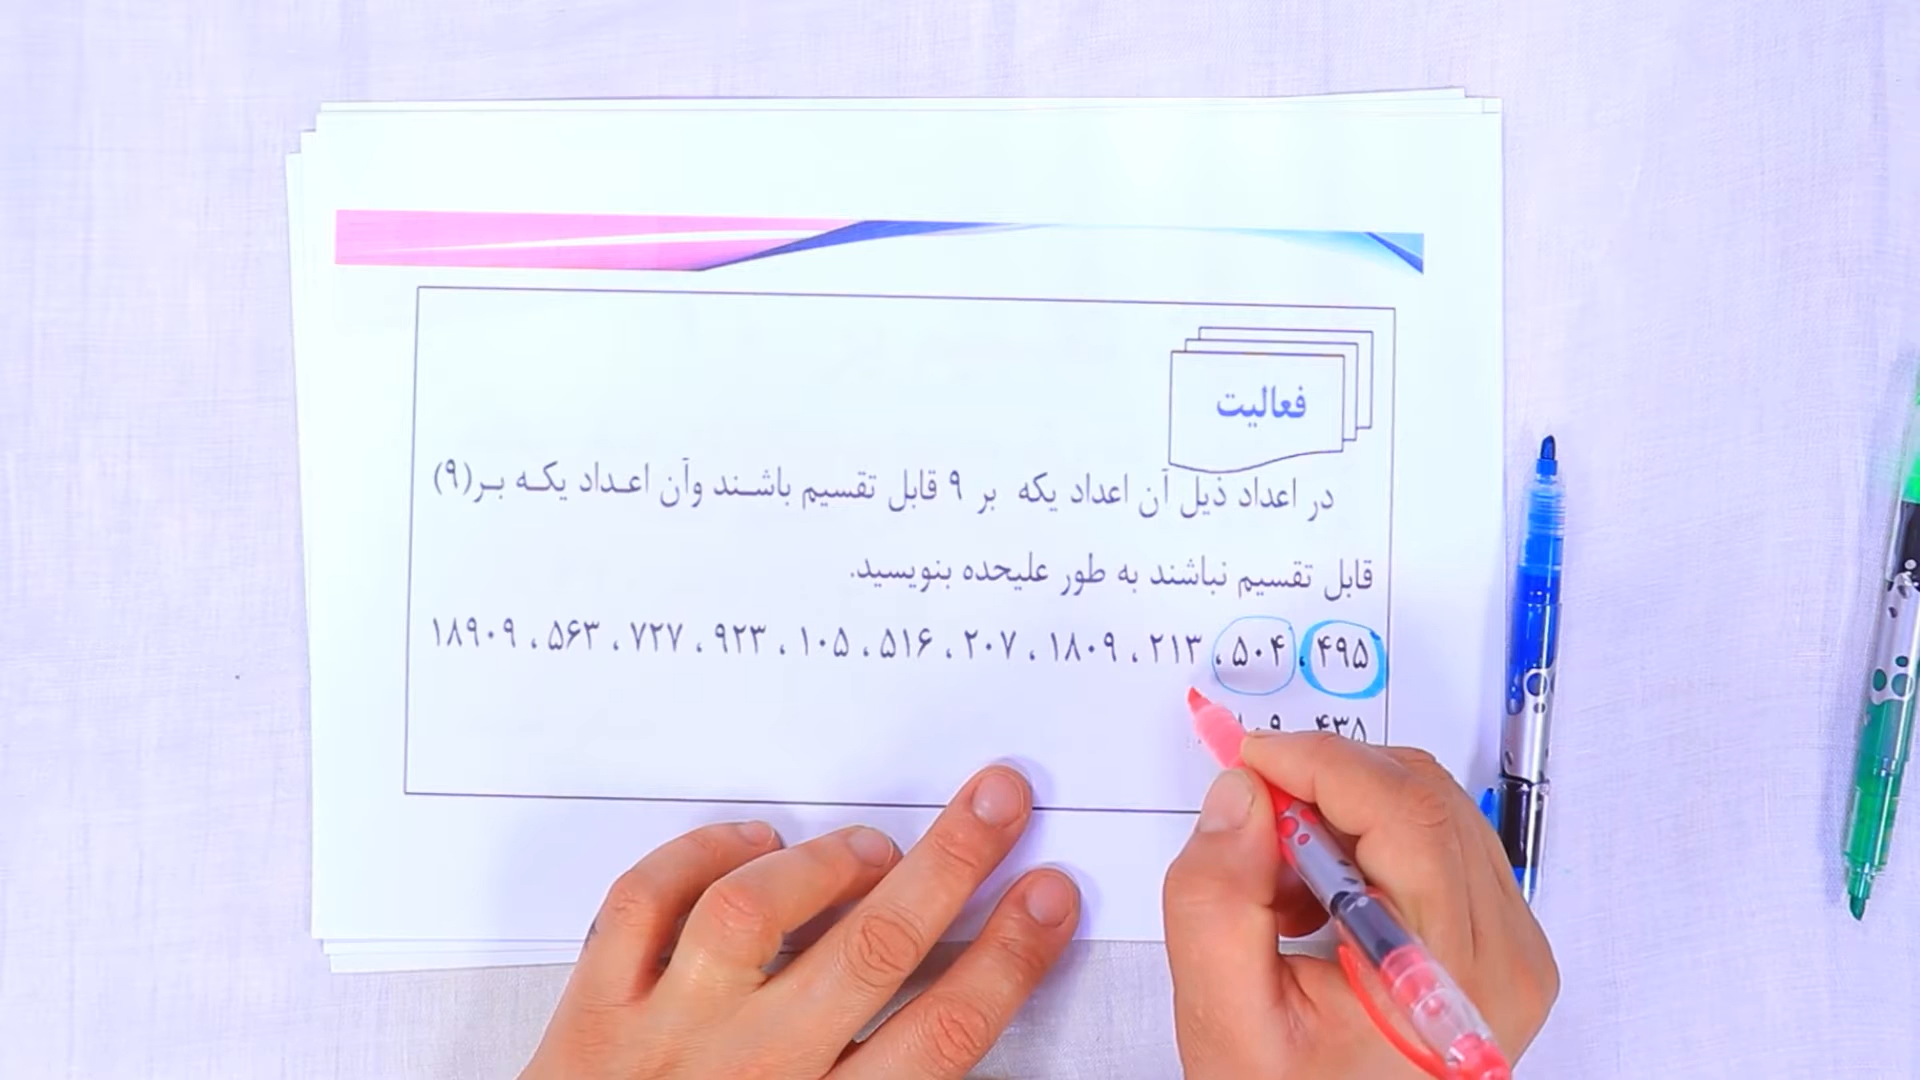 فعالیت
در اعداد ذیل آن اعداد یکه بر ۹ قابل تقسیم باشند وآن اعداد یکه بر(۹)
قابل تقسیم نباشند به طور علیحده بنویسید.
۴۹۵ ، ۵۰۴ ، ۲۱۳ ، ۱۸۰۹ ، ۲۰۷ ، ۵۱۶ ، ۱۰۵ ، ۹۲۳ ، ۷۲۷ ، ۵۶۳ ، ۱۸۹۰۹
۴۳۵